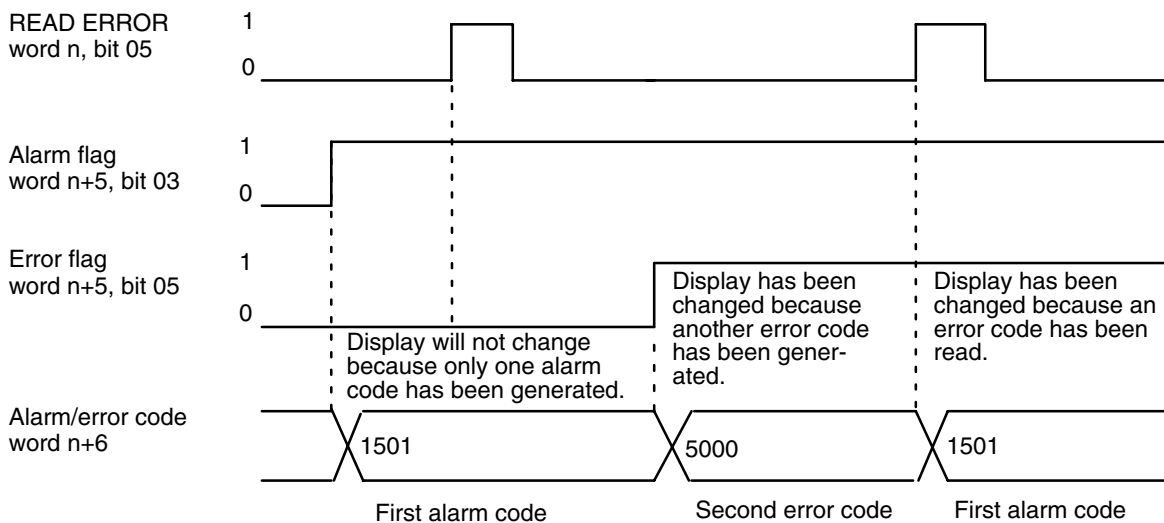 READ ERROR
word n, bit 05
1
0
Alarm flag
word n+5, bit 03
1
0
Error flag
word n+5, bit 05
1
0
Display will not change
because only one alarm
code has been generated.
Display has been
changed because
another error code
has been gener-
ated.
Display has been
changed because an
error code has been
read.
Alarm/error code
word n+6
1501
5000
1501
First alarm code
Second error code
First alarm code